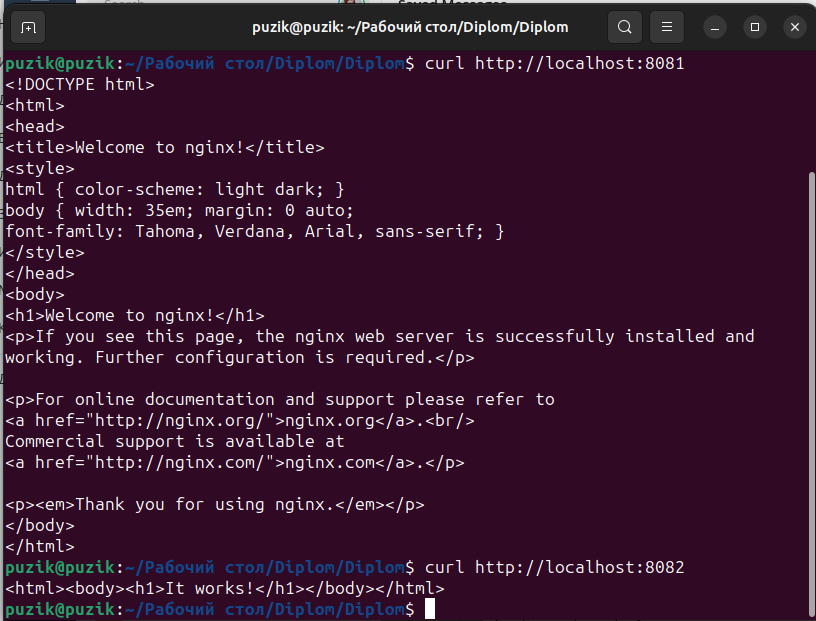 puzik@puzik: ~/Рабочий стол/Diplom/Diplom
puzik@puzik:~/Рабочий стол/Diplom/Diplom$ curl http://localhost:8081
<!DOCTYPE html>
<html>
<head>
<title>Welcome to nginx!</title>
<style>
html { color-scheme: light dark; }
body { width: 35em; margin: 0 auto;
font-family: Tahoma, Verdana, Arial, sans-serif; }
</style>
</head>
<body>
<h1>Welcome to nginx!</h1>
<p>If you see this page, the nginx web server is successfully installed and
working. Further configuration is required.</p>

<p>For online documentation and support please refer to
<a href="http://nginx.org/">nginx.org</a>.<br/>
Commercial support is available at
<a href="http://nginx.com/">nginx.com</a>.</p>

<p><em>Thank you for using nginx.</em></p>
</body>
</html>
puzik@puzik:~/Рабочий стол/Diplom/Diplom$ curl http://localhost:8082
<html><body><h1>It works!</h1></body></html>
puzik@puzik:~/Рабочий стол/Diplom/Diplom$